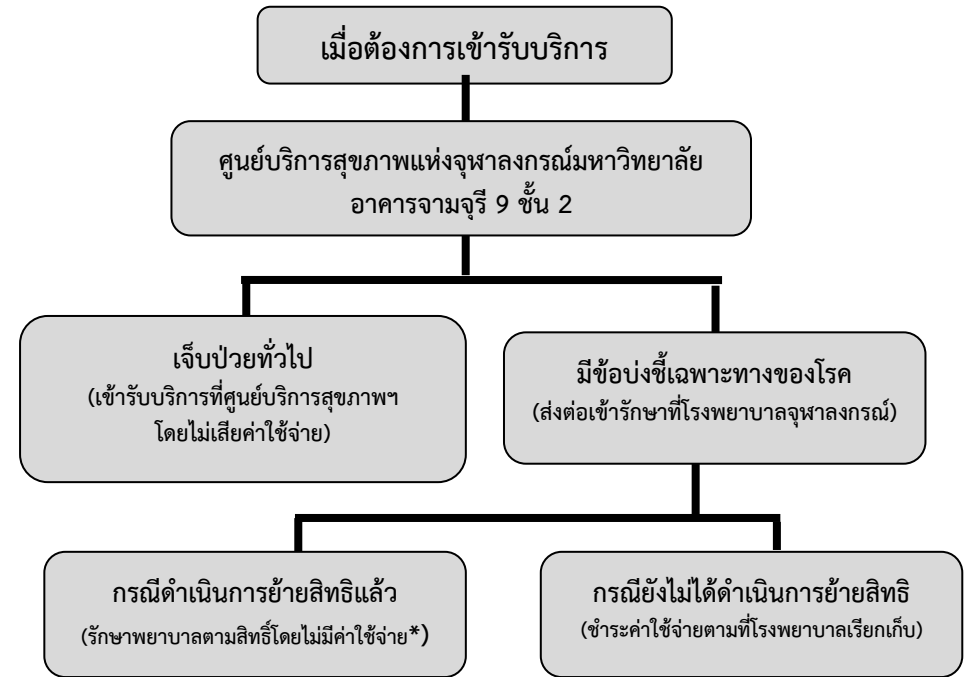 เมื่อต้องการเข้ารับบริการ
ศูนย์บริการสุขภาพแห่งจุฬาลงกรณ์มหาวิทยาลัย
อาคารจามจุรี 9 ชั้น 2
เจ็บป่วยทั่วไป
(เข้ารับบริการที่ศูนย์บริการสุขภาพฯ
โดยไม่เสียค่าใช้จ่าย)
มีข้อบ่งชี้เฉพาะทางของโรค
(ส่งต่อเข้ารักษาที่โรงพยาบาลจุฬาลงกรณ์)
กรณีดำเนินการย้ายสิทธิแล้ว
(รักษาพยาบาลตามสิทธิ์โดยไม่มีค่าใช้จ่าย*)
กรณียังไม่ได้ดำเนินการย้ายสิทธิ
(ชำระค่าใช้จ่ายตามที่โรงพยาบาลเรียกเก็บ)